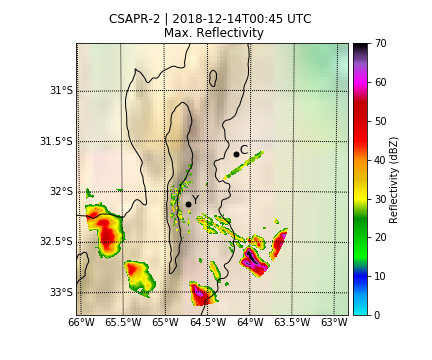 CSAPR-2 | 2018-12-14T00:45 UTC
Max. Reflectivity
31°S
31.5°S
32°S
32.5°S
33°S
66°W 65.5°W 65°W 64.5°W 64°W 63.5°W 63°W
C
Y
70
60
50
40
30
20
10
0
Reflectivity (dBZ)